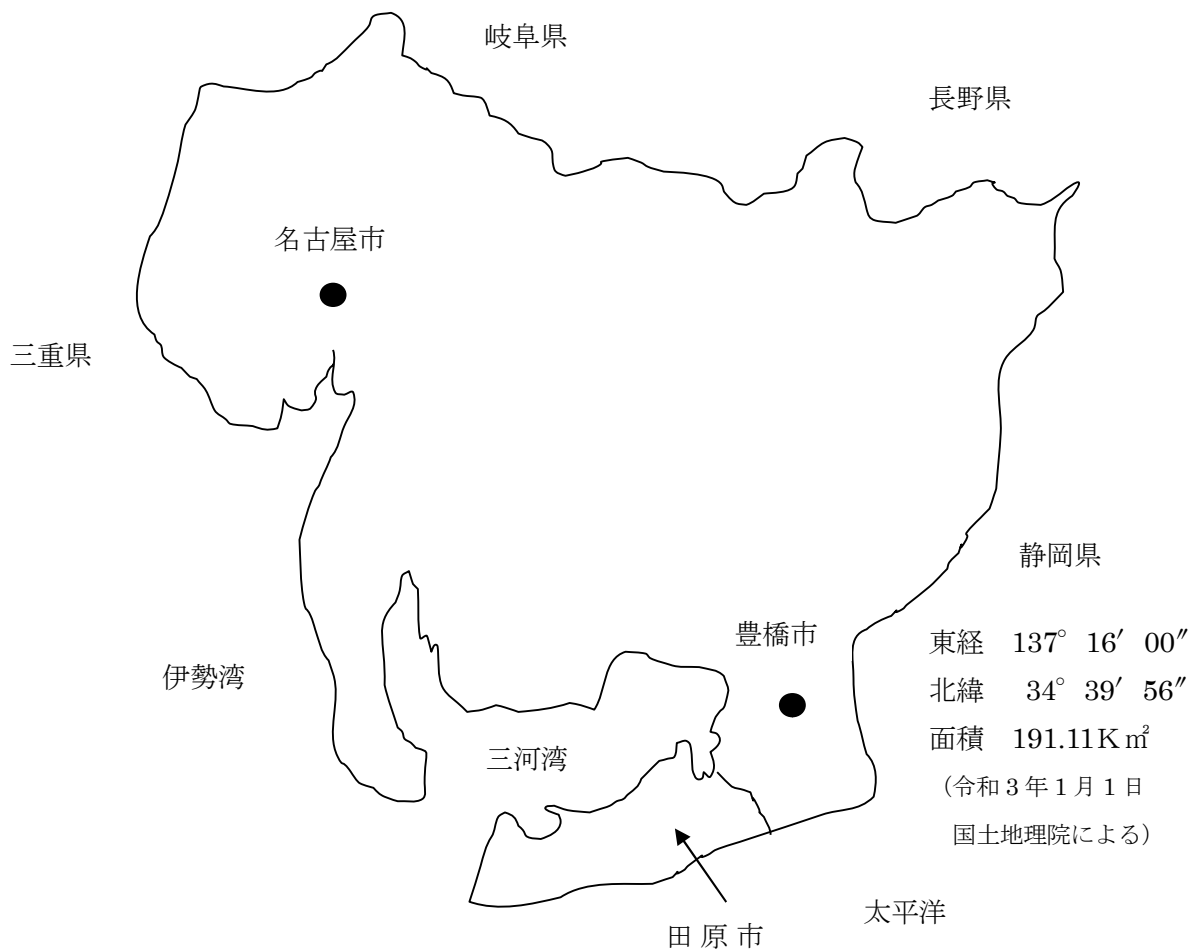 岐阜県
長野県
名古屋市
三重県
静岡県
豊橋市
東経 137° 16′ 00″
伊勢湾
北緯 34° 39′ 56″
面積 191.11K㎡
三河湾
（令和3年1月1日
国土地理院による）
太平洋
田原市